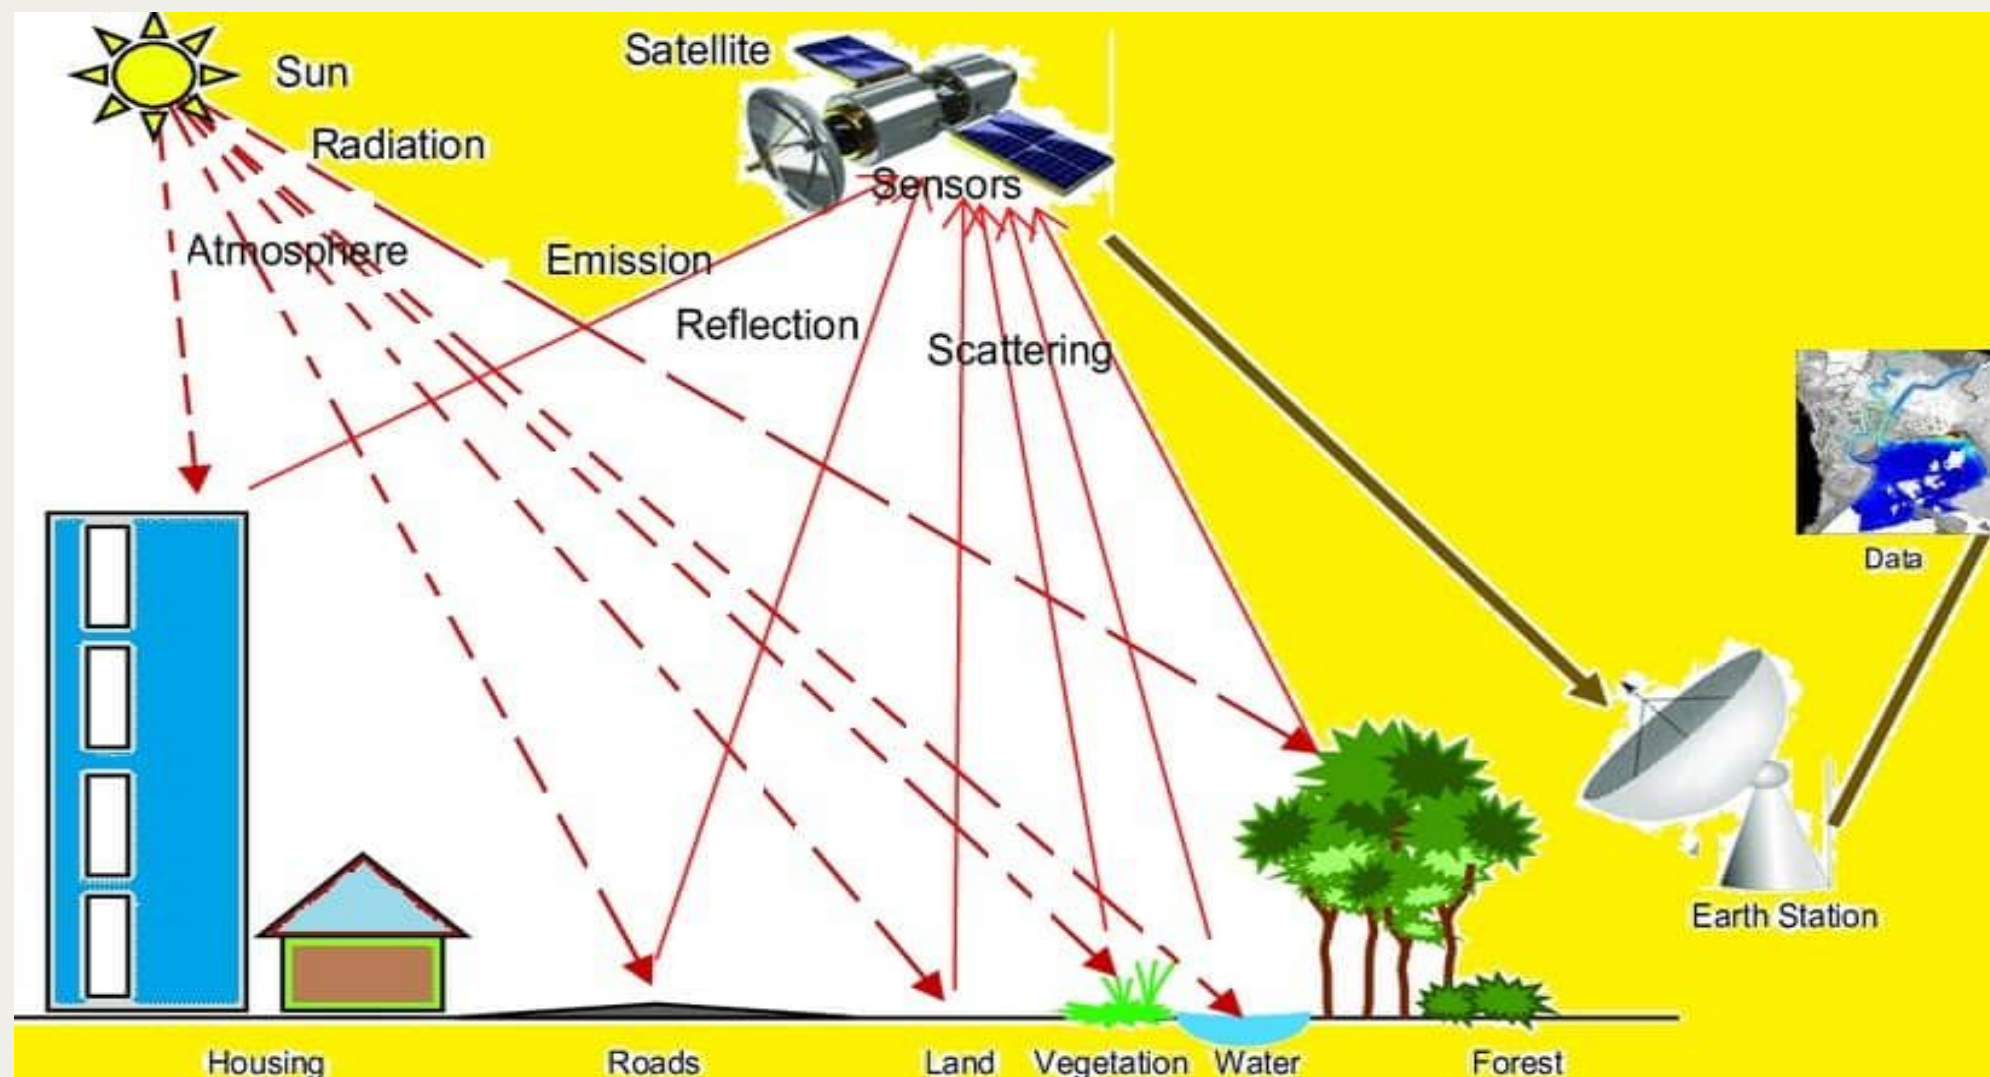 Sun
Satellite
Radiation
Sensors
Atmosphere
Emission
Reflection
Scattering
Data
Earth Station
Housing
Roads
Land
Vegetation
Water
Forest